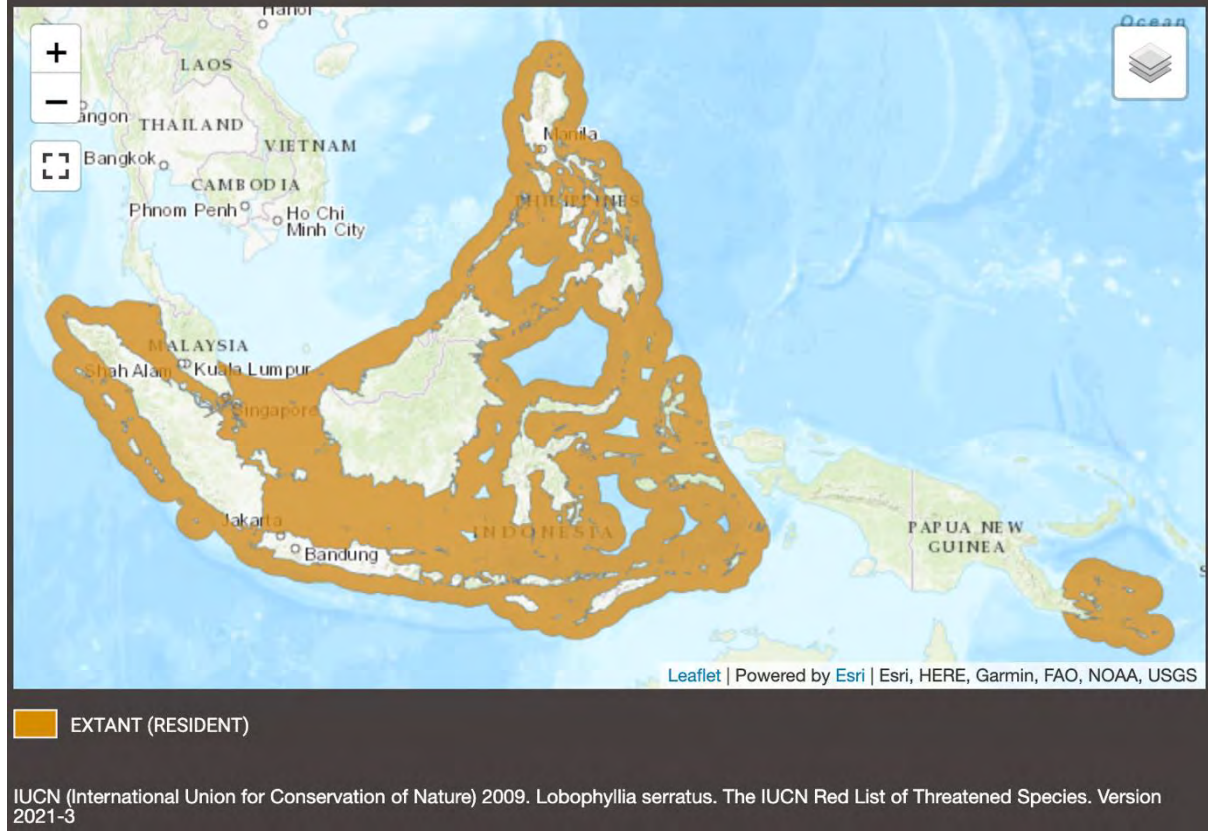 Hanoi
Ocean
+
LAOS
−
angon
THAILAND
Manila
VIETNAM
Bangkok
CAMBODIA
PHILIPPINES
Phnom Penh
Ho Chi
Minh City
MALAYSIA
Shah Alam
Kuala Lumpur
Singapore
Jakarta
INDONESIA
PAPUA NEW
GUINEA
Bandung
S
Leaflet | Powered by Esri | Esri, HERE, Garmin, FAO, NOAA, USGS
EXTANT (RESIDENT)
IUCN (International Union for Conservation of Nature) 2009. Lobophyllia serratus. The IUCN Red List of Threatened Species. Version
2021-3